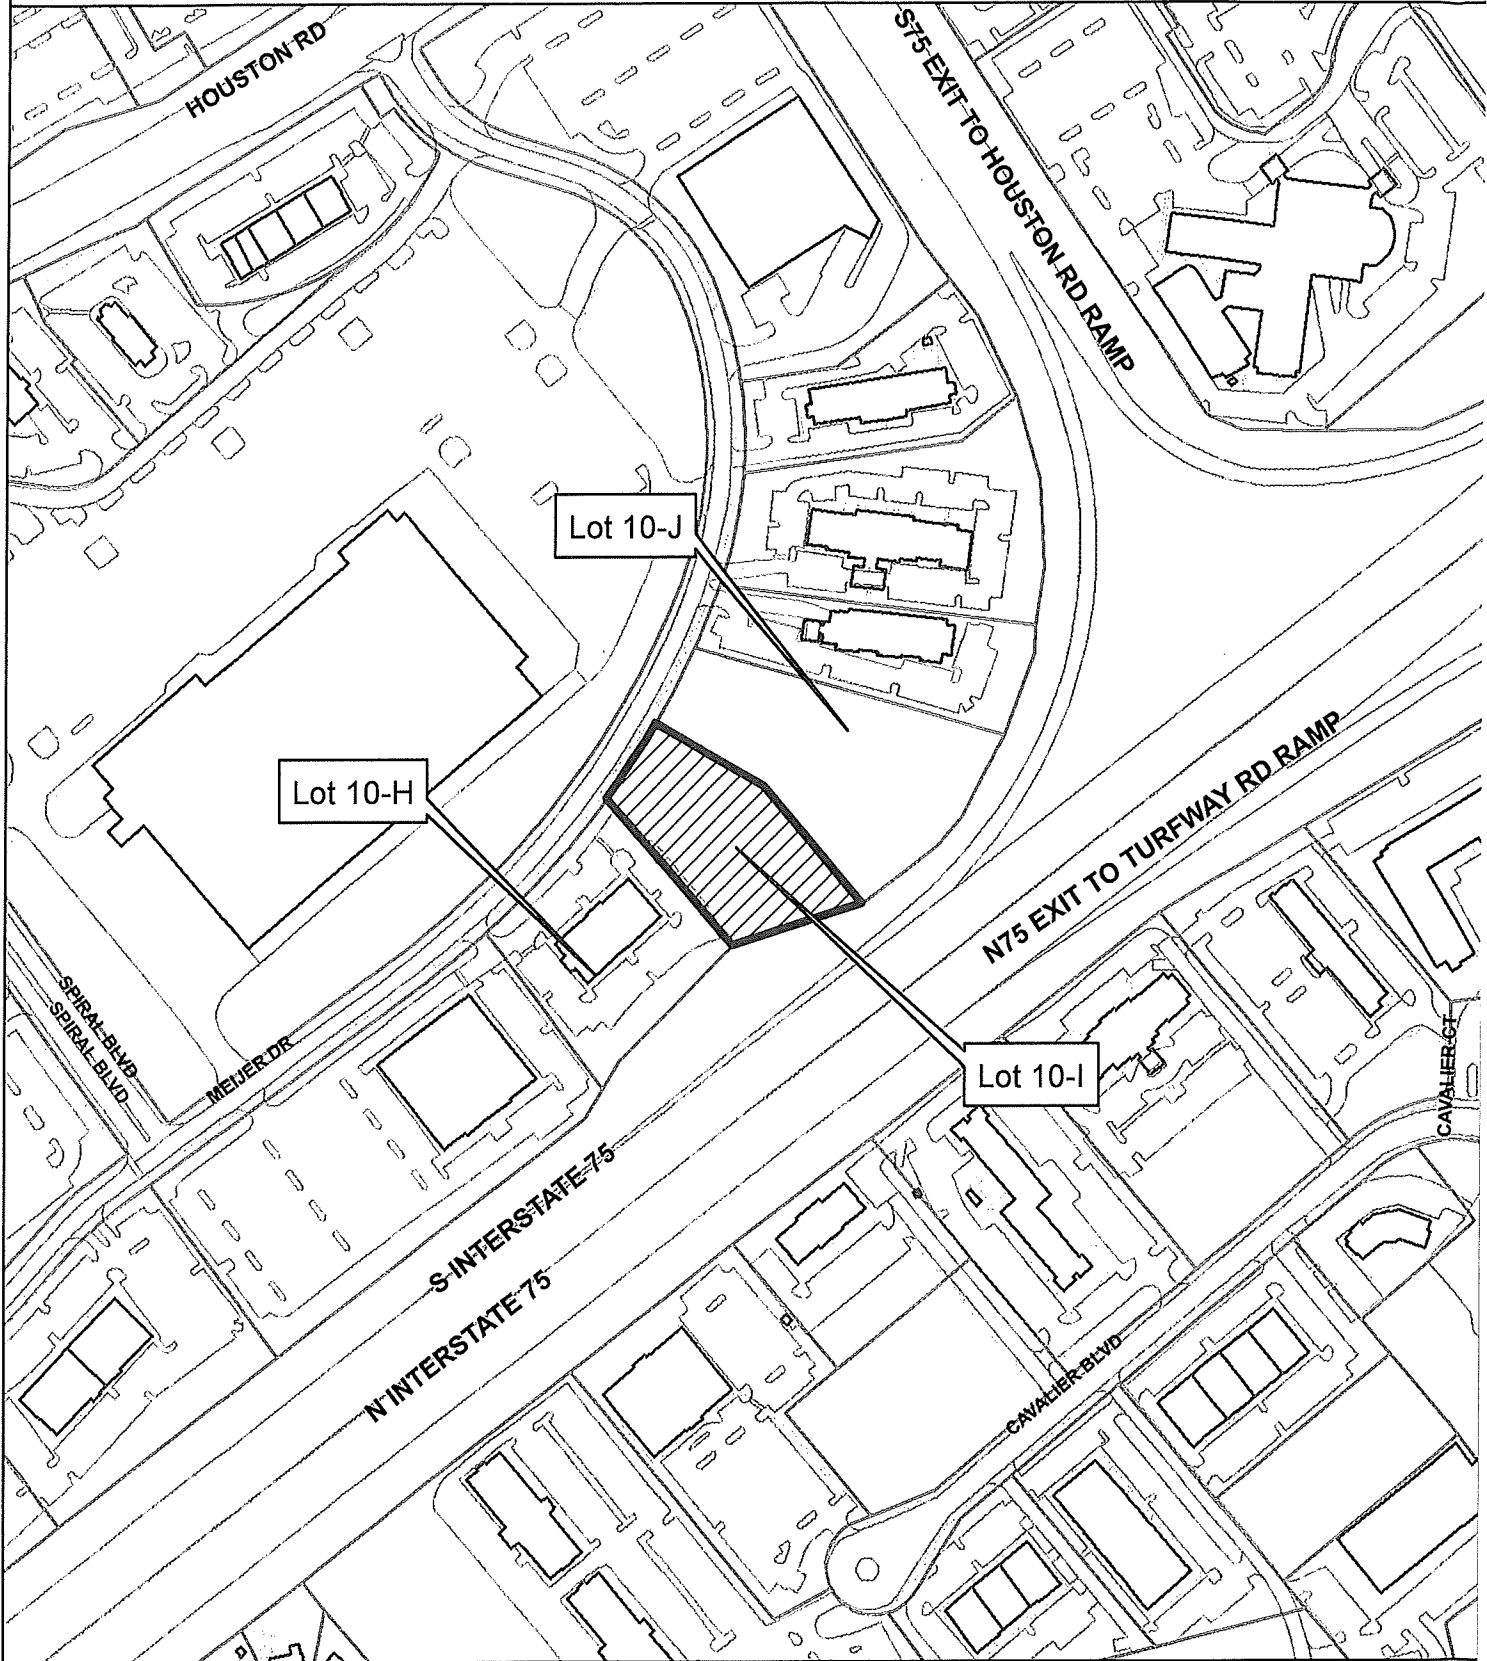 HOUSTON RD
S75 EXIT TO HOUSTON RD RAMP
Lot 10-J
Lot 10-H
N75 EXIT TO TURFWAY RD RAMP
SPIRAL BLVD
SPIRAL BLVD
MEIJER DR
Lot 10-I
CAVALIER CT
S INTERSTATE 75
N INTERSTATE 75
CAVALIER BLVD